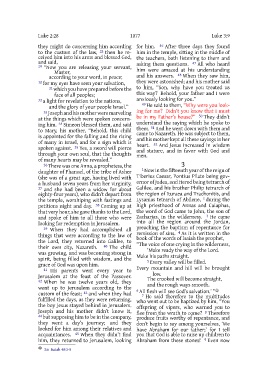 Luke 2:28 1077 Luke 3:9
they might do concerning him according
to the custom of the law, 28 then he re-
ceived him into his arms and blessed God,
and said,
29 "Now you are releasing your servant,
Master,
according to your word, in peace;
30 for my eyes have seen your salvation,
31 which you have prepared before the
face of all peoples;
32 a light for revelation to the nations,
and the glory of your people Israel."
33 Joseph and his mother were marveling
at the things which were spoken concern-
ing him. 34 Simeon blessed them, and said
to Mary, his mother, "Behold, this child
is appointed for the falling and the rising
of many in Israel, and for a sign which is
spoken against. 35 Yes, a sword will pierce
through your own soul, that the thoughts
of many hearts may be revealed."
36 There was one Anna, a prophetess, the
daughter of Phanuel, of the tribe of Asher
(she was of a great age, having lived with
a husband seven years from her virginity,
37 and she had been a widow for about
eighty-four years), who didn't depart from
the temple, worshiping with fastings and
petitions night and day. 38 Coming up at
that very hour, she gave thanks to the Lord,
and spoke of him to all those who were
looking for redemption in Jerusalem.
39 When they had accomplished all
things that were according to the law of
the Lord, they returned into Galilee, to
their own city, Nazareth. 40 The child
was growing, and was becoming strong in
spirit, being filled with wisdom, and the
grace of God was upon him.
41 His parents went every year to
Jerusalem at the feast of the Passover.
42 When he was twelve years old, they
went up to Jerusalem according to the
custom of the feast; 43 and when they had
fulfilled the days, as they were returning,
the boy Jesus stayed behind in Jerusalem.
Joseph and his mother didn't know it,
44 but supposing him to be in the company,
they went a day's journey; and they
looked for him among their relatives and
acquaintances. 45 When they didn't find
him, they returned to Jerusalem, looking
for him. 46 After three days they found
him in the temple, sitting in the middle of
the teachers, both listening to them and
asking them questions. 47 All who heard
him were amazed at his understanding
and his answers. 48 When they saw him,
they were astonished; and his mother said
to him, "Son, why have you treated us
this way? Behold, your father and I were
anxiously looking for you."
49 He said to them, "Why were you look-
ing for me? Didn't you know that I must
be in my Father's house?" 50 They didn't
understand the saying which he spoke to
them. 51 And he went down with them and
came to Nazareth. He was subject to them,
and his mother kept all these sayings in her
heart. 52 And Jesus increased in wisdom
and stature, and in favor with God and
men.
3
1 Now in the fifteenth year of the reign of
Tiberius Caesar, Pontius Pilate being gov-
ernor of Judea, and Herod being tetrarch of
Galilee, and his brother Philip tetrarch of
the region of Ituraea and Trachonitis, and
Lysanias tetrarch of Abilene, 2 during the
high priesthood of Annas and Caiaphas,
the word of God came to John, the son of
Zacharias, in the wilderness. 3 He came
into all the region around the Jordan,
preaching the baptism of repentance for
remission of sins. 4 As it is written in the
book of the words of Isaiah the prophet,
"The voice of one crying in the wilderness,
'Make ready the way of the Lord.
Make his paths straight.
5 Every valley will be filled.
Every mountain and hill will be brought
low.
The crooked will become straight,
and the rough ways smooth.
6 All flesh will see God's salvation.'"
7 He said therefore to the multitudes
who went out to be baptized by him, "You
offspring of vipers, who warned you to
flee from the wrath to come? 8 Therefore
produce fruits worthy of repentance, and
don't begin to say among yourselves, 'We
have Abraham for our father;' for I tell
you that God is able to raise up children to
Abraham from these stones! 9 Even now